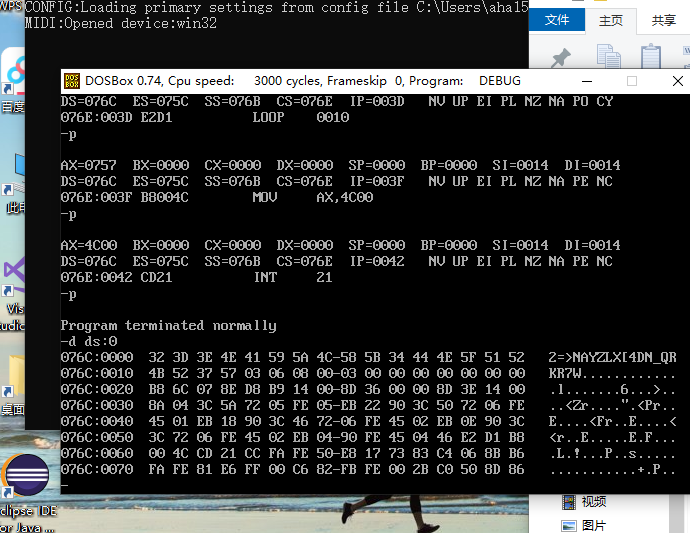 WPS
CONFIG:Loading primary settings from config file C:\Users\aha15
MIDI:Opened device:win32
文件
主页
共享
DOSBox 0.74, Cpu speed: 3000 cycles, Frameskip 0, Program: DEBUG
百度
DS=076C ES=075C SS=076B CS=076E IP=003D NV UP EI PL NZ NA PO CY
076E:003D E2D1 LOOP 0010
-p
AX=0757 BX=0000 CX=0000 DX=0000 SP=0000 BP=0000 SI=0014 DI=0014
DS=076C ES=075C SS=076B CS=076E IP=003F NV UP EI PL NZ NA PE NC
076E:003F B8004C MOV AX,4C00
-p
此电
AX=4C00 BX=0000 CX=0000 DX=0000 SP=0000 BP=0000 SI=0014 DI=0014
DS=076C ES=075C SS=076B CS=076E IP=0042 NV UP EI PL NZ NA PE NC
076E:0042 CD21 INT 21
-p
Vis
tudio
Program terminated normally
-d ds:0
076C:0000 32 3D 3E 4E 41 59 5A 4C-58 5B 34 44 4E 5F 51 52 2=>NAYZLX[4DN_QR
076C:0010 4B 52 37 57 03 06 08 00-03 00 00 00 00 00 00 00 KR7W............
076C:0020 B8 6C 07 8E D8 B9 14 00-8D 36 00 00 8D 3E 14 00 .l.......6...>..
076C:0030 8A 04 3C 5A 72 05 FE 05-EB 22 90 3C 50 72 06 FE ..<Zr....".<Pr..
076C:0040 45 01 EB 18 90 3C 46 72-06 FE 45 02 EB 0E 90 3C E....<Fr..E....<
076C:0050 3C 72 06 FE 45 02 EB 04-90 FE 45 04 46 E2 D1 B8 <r..E.....E.F...
076C:0060 00 4C CD 21 CC FA FE 50-E8 17 73 83 C4 06 8B B6 .L.!...P..s.....
076C:0070 FA FE 81 E6 FF 00 C6 82-FB FE 00 2B C0 50 8D 86 ...........+.P..
-
桌面
clipse IDE
or Java ...
视频
图片